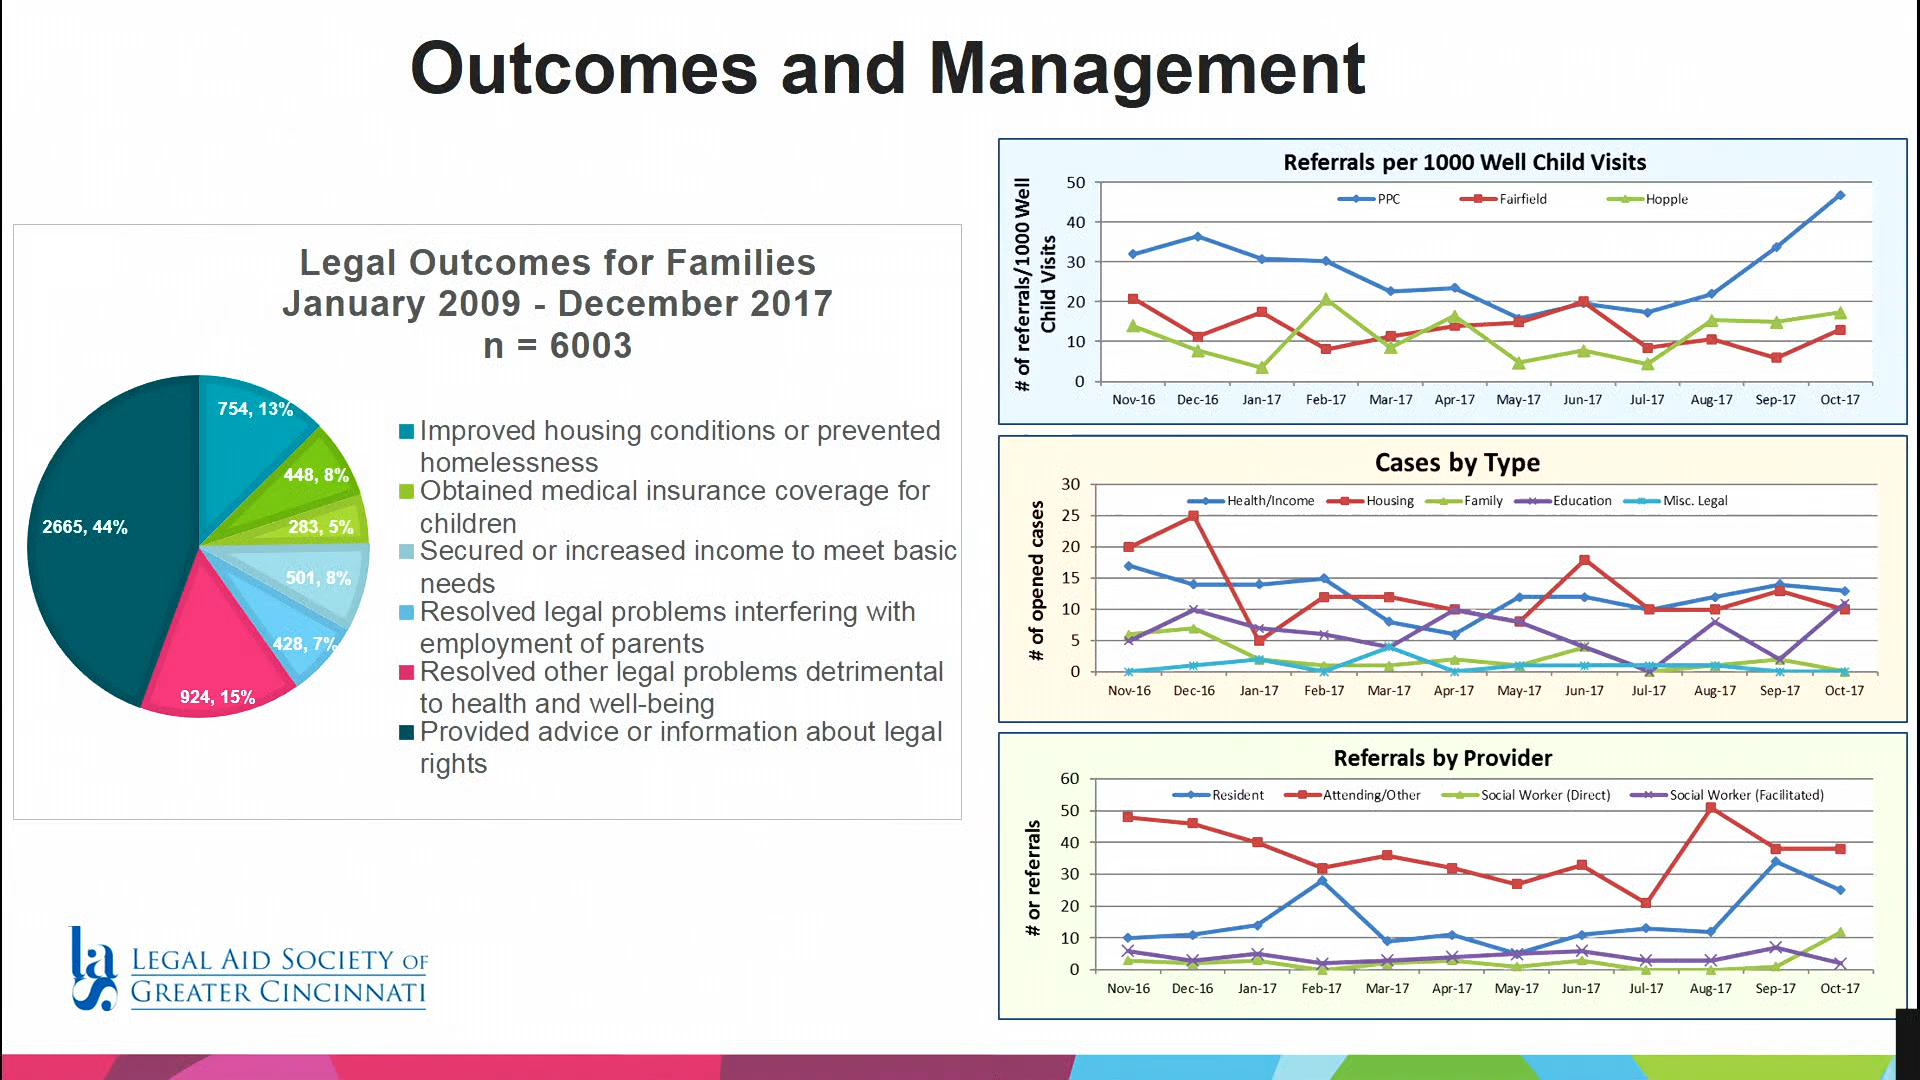 Outcomes and Management
Legal Outcomes for Families
January 2009 - December 2017
n = 6003
754, 13%
448, 8%
283, 5%
501, 8%
428, 7%
924, 15%
2665, 44%
Improved housing conditions or prevented
homelessness
Obtained medical insurance coverage for
children
Secured or increased income to meet basic
needs
Resolved legal problems interfering with
employment of parents
Resolved other legal problems detrimental
to health and well-being
Provided advice or information about legal
rights
las
LEGAL AID SOCIETY OF
GREATER CINCINNATI
Referrals per 1000 Well Child Visits
# of referrals/1000 Well
Child Visits
PPC Fairfield Hopple
50
40
30
20
10
0
Nov-16 Dec-16 Jan-17 Feb-17 Mar-17 Apr-17 May-17 Jun-17 Jul-17 Aug-17 Sep-17 Oct-17
Cases by Type
# of opened cases
Health/Income Housing Family Education Misc. Legal
30
25
20
15
10
5
0
Nov-16 Dec-16 Jan-17 Feb-17 Mar-17 Apr-17 May-17 Jun-17 Jul-17 Aug-17 Sep-17 Oct-17
Referrals by Provider
# or referrals
Resident Attending/Other Social Worker (Direct) Social Worker (Facilitated)
60
50
40
30
20
10
0
Nov-16 Dec-16 Jan-17 Feb-17 Mar-17 Apr-17 May-17 Jun-17 Jul-17 Aug-17 Sep-17 Oct-17